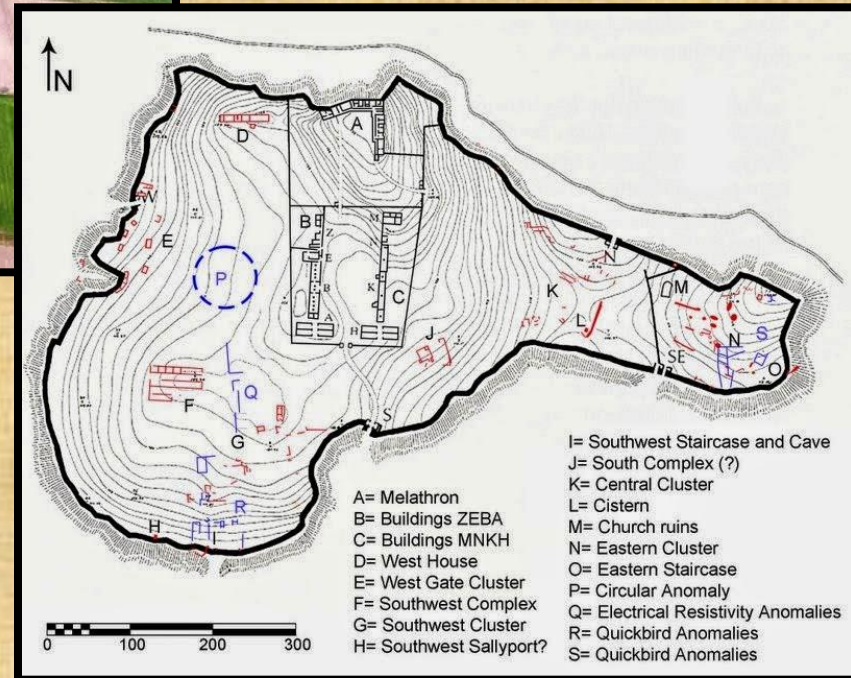 N
A
D
W
B
Z
M
N
E
E
P
B
K
C
K
N
M
A
H
J
L
N
S
F
Q
SE
O
G
S
R
H
I
A= Melathron
B= Buildings ZEBA
C= Buildings MNKH
D= West House
E= West Gate Cluster
F= Southwest Complex
G= Southwest Cluster
H= Southwest Sallyport?
I= Southwest Staircase and Cave
J= South Complex (?)
K= Central Cluster
L= Cistern
M= Church ruins
N= Eastern Cluster
O= Eastern Staircase
P= Circular Anomaly
Q= Electrical Resistivity Anomalies
R= Quickbird Anomalies
S= Quickbird Anomalies
0 100 200 300